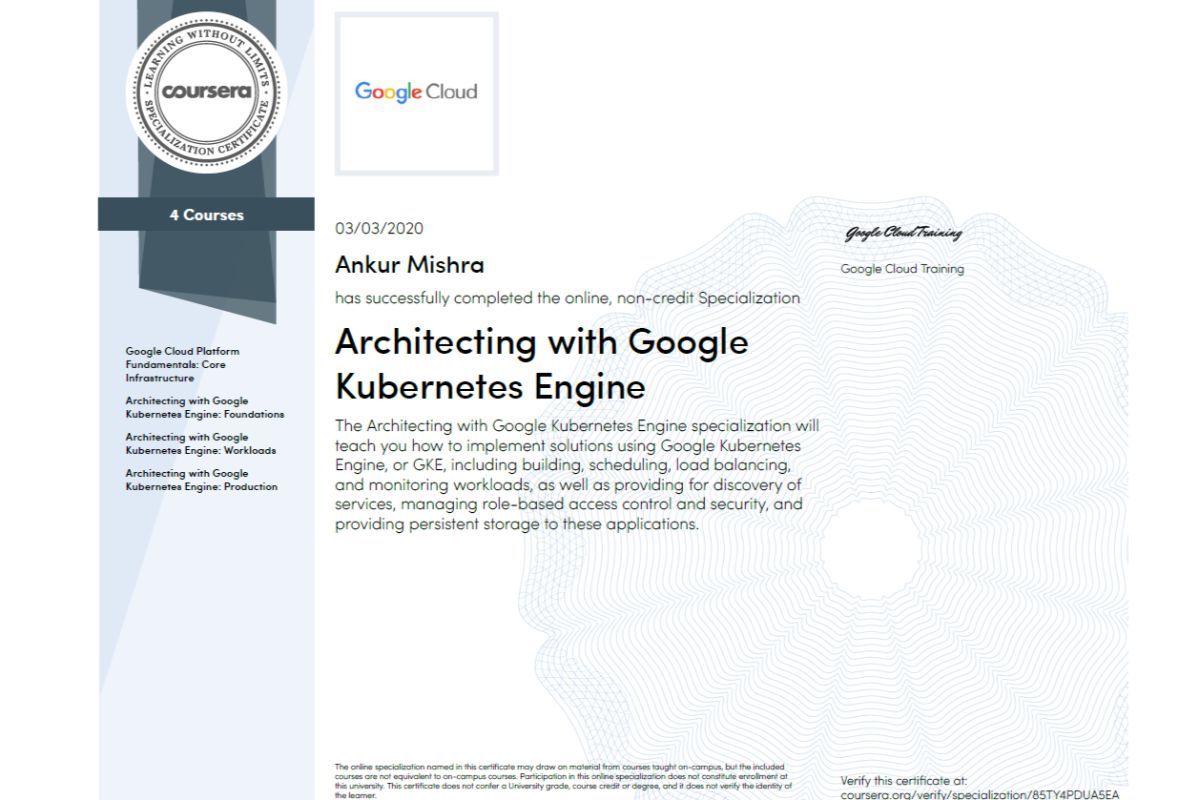 LEARNING WITHOUT LIMITS
coursera
SPECIALIZATION CERTIFICATE
4 Courses
Google Cloud Platform
Fundamentals: Core
Infrastructure
Architecting with Google
Kubernetes Engine: Foundations
Architecting with Google
Kubernetes Engine: Workloads
Architecting with Google
Kubernetes Engine: Production
Google Cloud
03/03/2020
Ankur Mishra
has successfully completed the online, non-credit Specialization
Architecting with Google
Kubernetes Engine
The Architecting with Google Kubernetes Engine specialization will
teach you how to implement solutions using Google Kubernetes
Engine, or GKE, including building, scheduling, load balancing,
and monitoring workloads, as well as providing for discovery of
services, managing role-based access control and security, and
providing persistent storage to these applications.
Google Cloud Training
Google Cloud Training
The online specialization named in this certificate may draw on material from courses taught on-campus, but the included
courses are not equivalent to on-campus courses. Participation in this online specialization does not constitute enrollment at
this university. This certificate does not confer a University grade, course credit or degree, and it does not verify the identity of
the learner.
Verify this certificate at:
coursera.org/verify/specialization/85TY4PDUA5EA